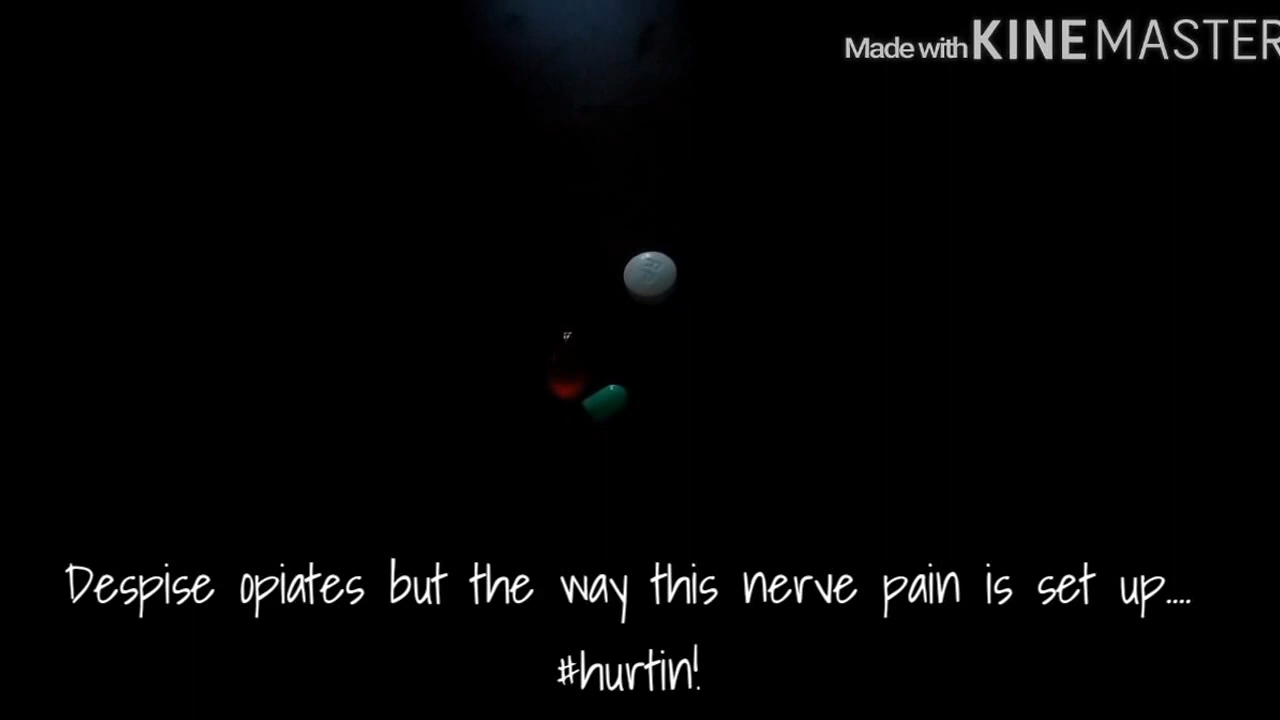 Made with KINEMASTER
Despise opiates but the way this nerve pain is set up....
#hurtin!